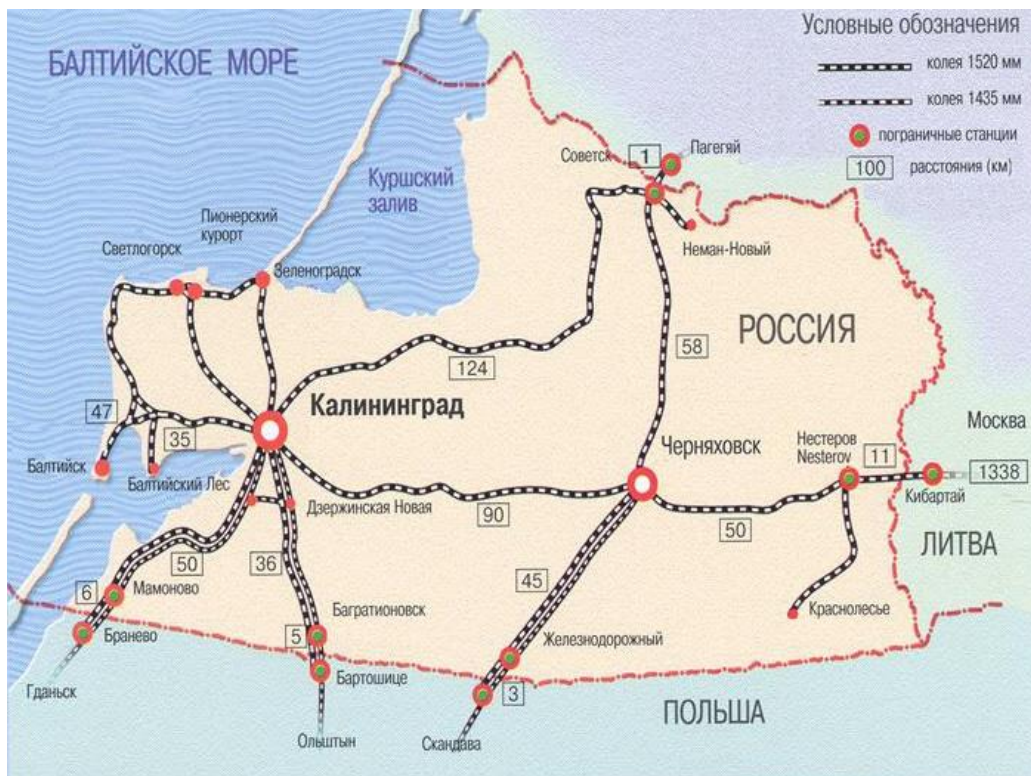 БАЛТИЙСКОЕ МОРЕ
Условные обозначения
колея 1520 мм
колея 1435 мм
пограничные станции
100 расстояния (км)
Куршский
залив
Советск
1
Пагегяй
Неман-Новый
Пионерский
курорт
Светлогорск
Зеленоградск
РОССИЯ
58
124
Калининград
47
35
Балтийск
Балтийский Лес
Черняховск
Нестеров
Nesterov
11
Москва
1338
Кибартай
Дзержинская Новая
90
50
ЛИТВА
50
36
45
6
Мамоново
Краснолесье
Багратионовск
5
Бранево
Железнодорожный
Бартошице
3
Гданьск
Ольштын
Скандава
ПОЛЬША